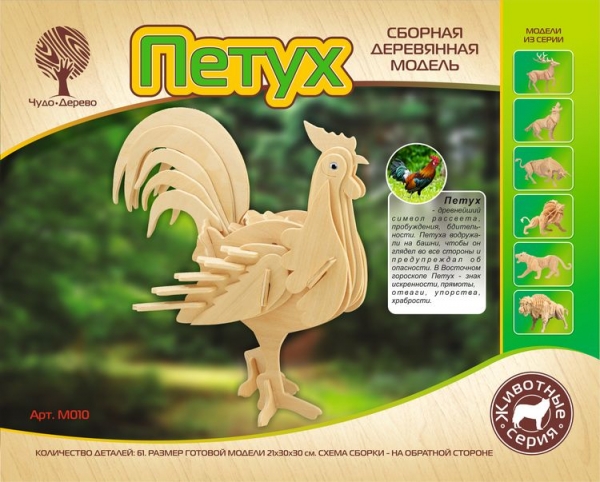 Чудо-Дерево
Петух
СБОРНАЯ
ДЕРЕВЯННАЯ
МОДЕЛЬ
МОДЕЛИ
ИЗ СЕРИИ
Петух
- древнейший
символ рассвета,
пробуждения, бдитель-
ности. Петуха водружа-
ли на башни, чтобы он
глядел во все стороны и
предупреждал об
опасности. В Восточном
гороскопе Петух - знак
искренности, прямоты,
отваги, упорства,
храбрости.
Арт. М010
Животные
серия
КОЛИЧЕСТВО ДЕТАЛЕЙ: 61. РАЗМЕР ГОТОВОЙ МОДЕЛИ 21х30х30 см. СХЕМА СБОРКИ - НА ОБРАТНОЙ СТОРОНЕ